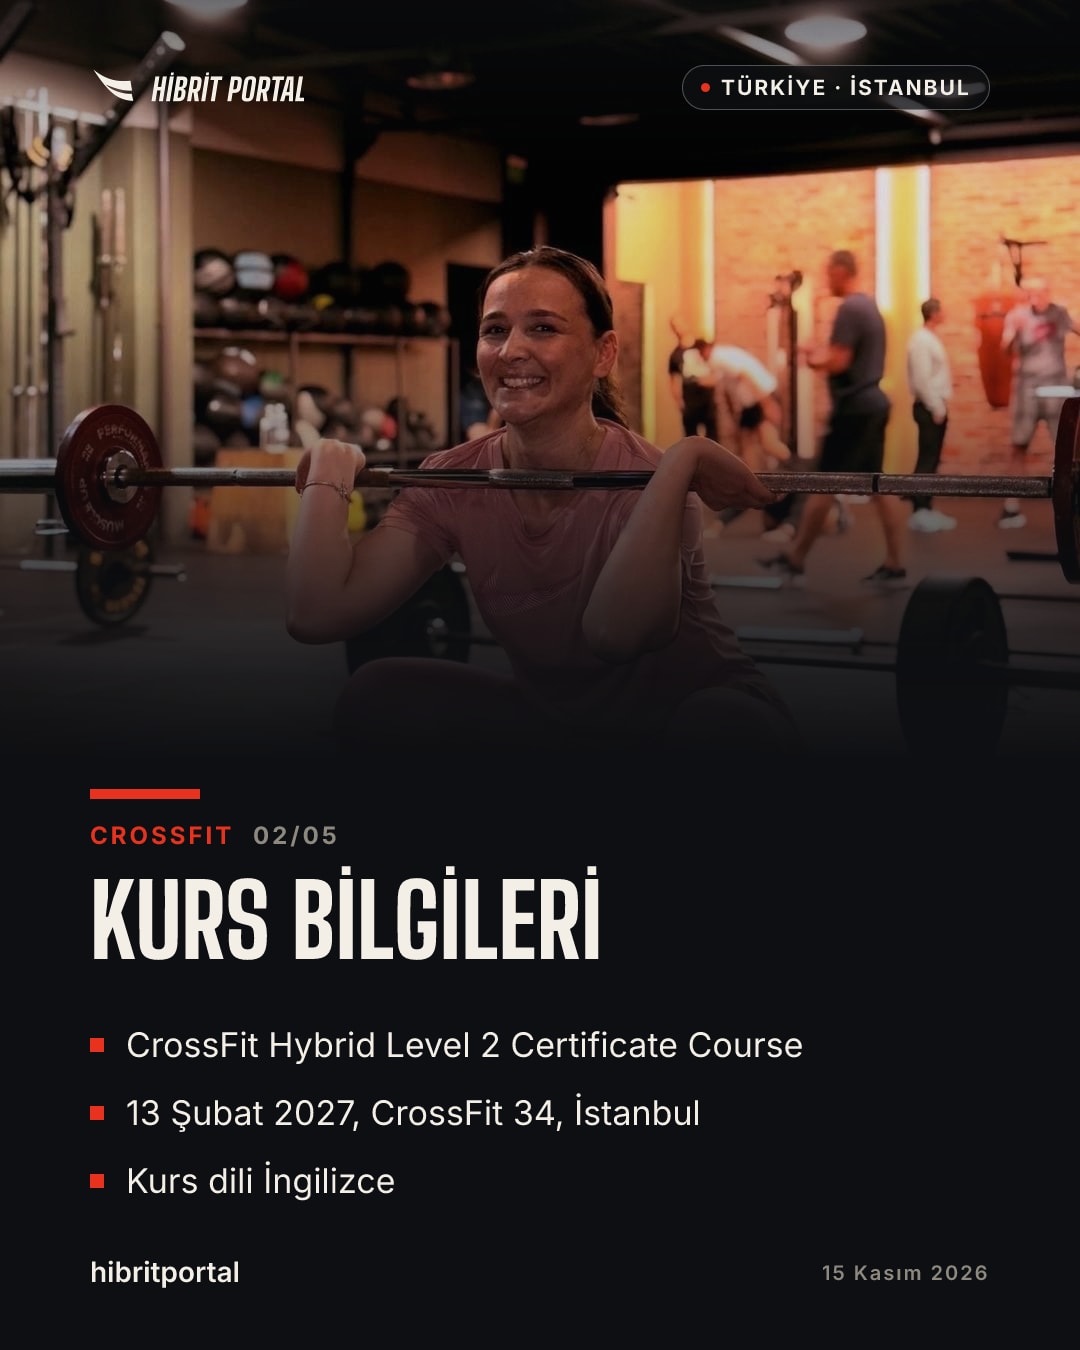 HİBRİT PORTAL
TÜRKİYE · İSTANBUL
CROSSFIT 02/05
KURS BİLGİLERİ
CrossFit Hybrid Level 2 Certificate Course
13 Şubat 2027, CrossFit 34, İstanbul
Kurs dili İngilizce
hibritportal
15 Kasım 2026